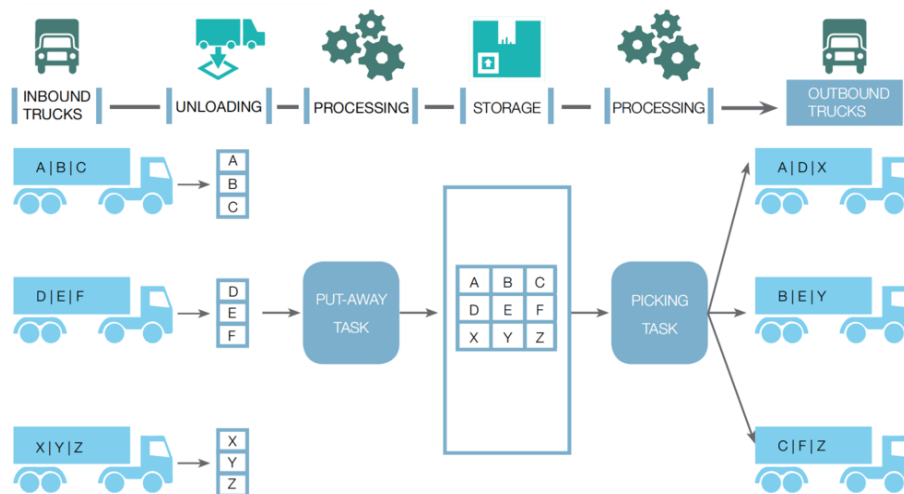 INBOUND
TRUCKS
UNLOADING
PROCESSING
STORAGE
PROCESSING
OUTBOUND
TRUCKS
A|B|C
A
B
C
A|D|X
D|E|F
D
E
F
PUT-AWAY
TASK
A B C
D E F
X Y Z
PICKING
TASK
B|E|Y
X|Y|Z
X
Y
Z
C|F|Z